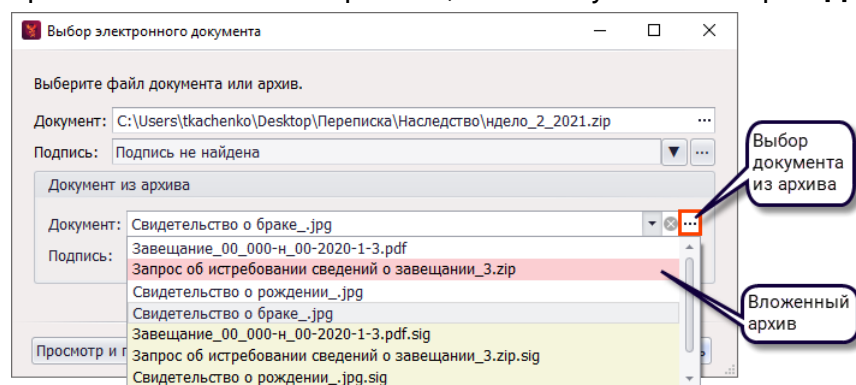 Выбор электронного документа
Выберите файл документа или архив.
Документ: C:\Users\tkachenko\Desktop\Переписка\Наследство\ндело_2_2021.zip ...
Подпись: Подпись не найдена ...
Документ из архива
Документ: Свидетельство о браке_.jpg ...
Подпись:
Завещание_00_000-н_00-2020-1-3.pdf
Запрос об истребовании сведений о завещании_3.zip
Свидетельство о рождении_.jpg
Свидетельство о браке_.jpg
Завещание_00_000-н_00-2020-1-3.pdf.sig
Запрос об истребовании сведений о завещании_3.zip.sig
Свидетельство о рождении_.jpg.sig
Просмотр и
Выбор
документа
из архива
Вложенный
архив